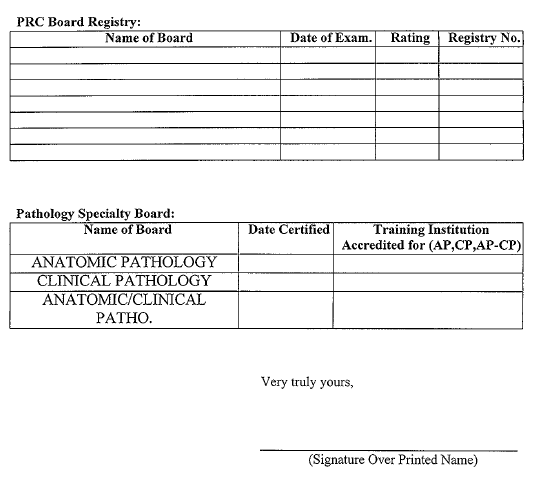 PRC Board Registry:
Name of Board Date of Exam. Rating Registry No.
Pathology Specialty Board:
Name of Board Date Certified Training Institution
Accredited for (AP,CP,AP-CP)
ANATOMIC PATHOLOGY
CLINICAL PATHOLOGY
ANATOMIC/CLINICAL
PATHO.
Very truly yours,
(Signature Over Printed Name)